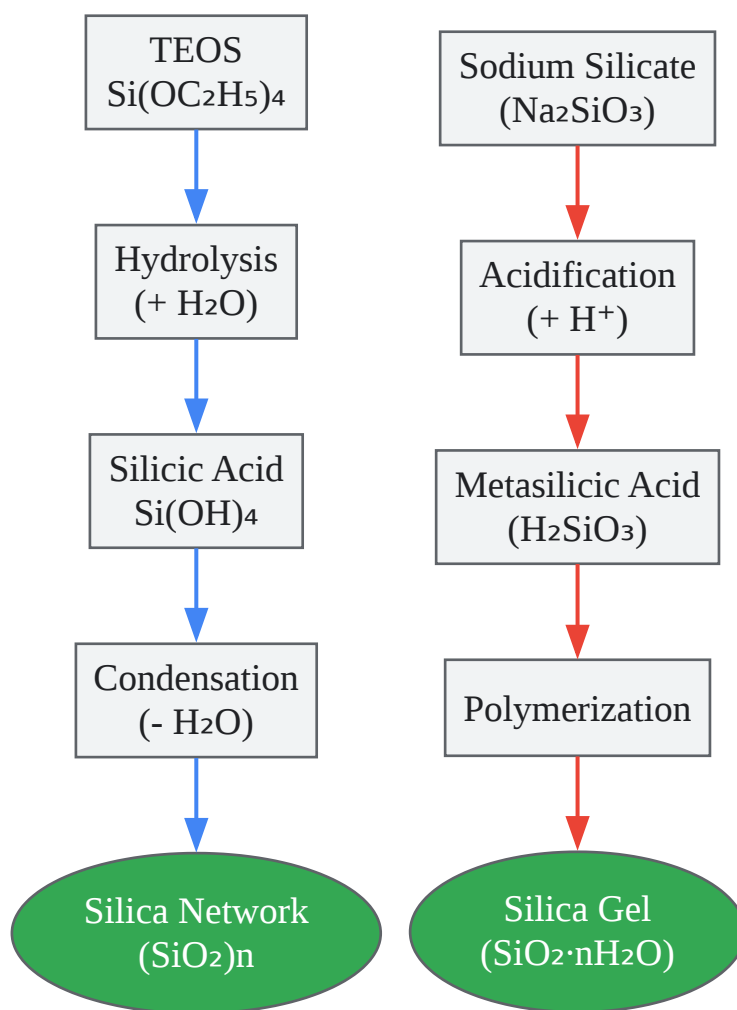 TEOS
Si(OC₂H₅)₄
Hydrolysis
(+ H₂O)
Silicic Acid
Si(OH)₄
Condensation
(- H₂O)
Silica Network
(SiO₂)n
Sodium Silicate
(Na₂SiO₃)
Acidification
(+ H⁺)
Metasilicic Acid
(H₂SiO₃)
Polymerization
Silica Gel
(SiO₂·nH₂O)